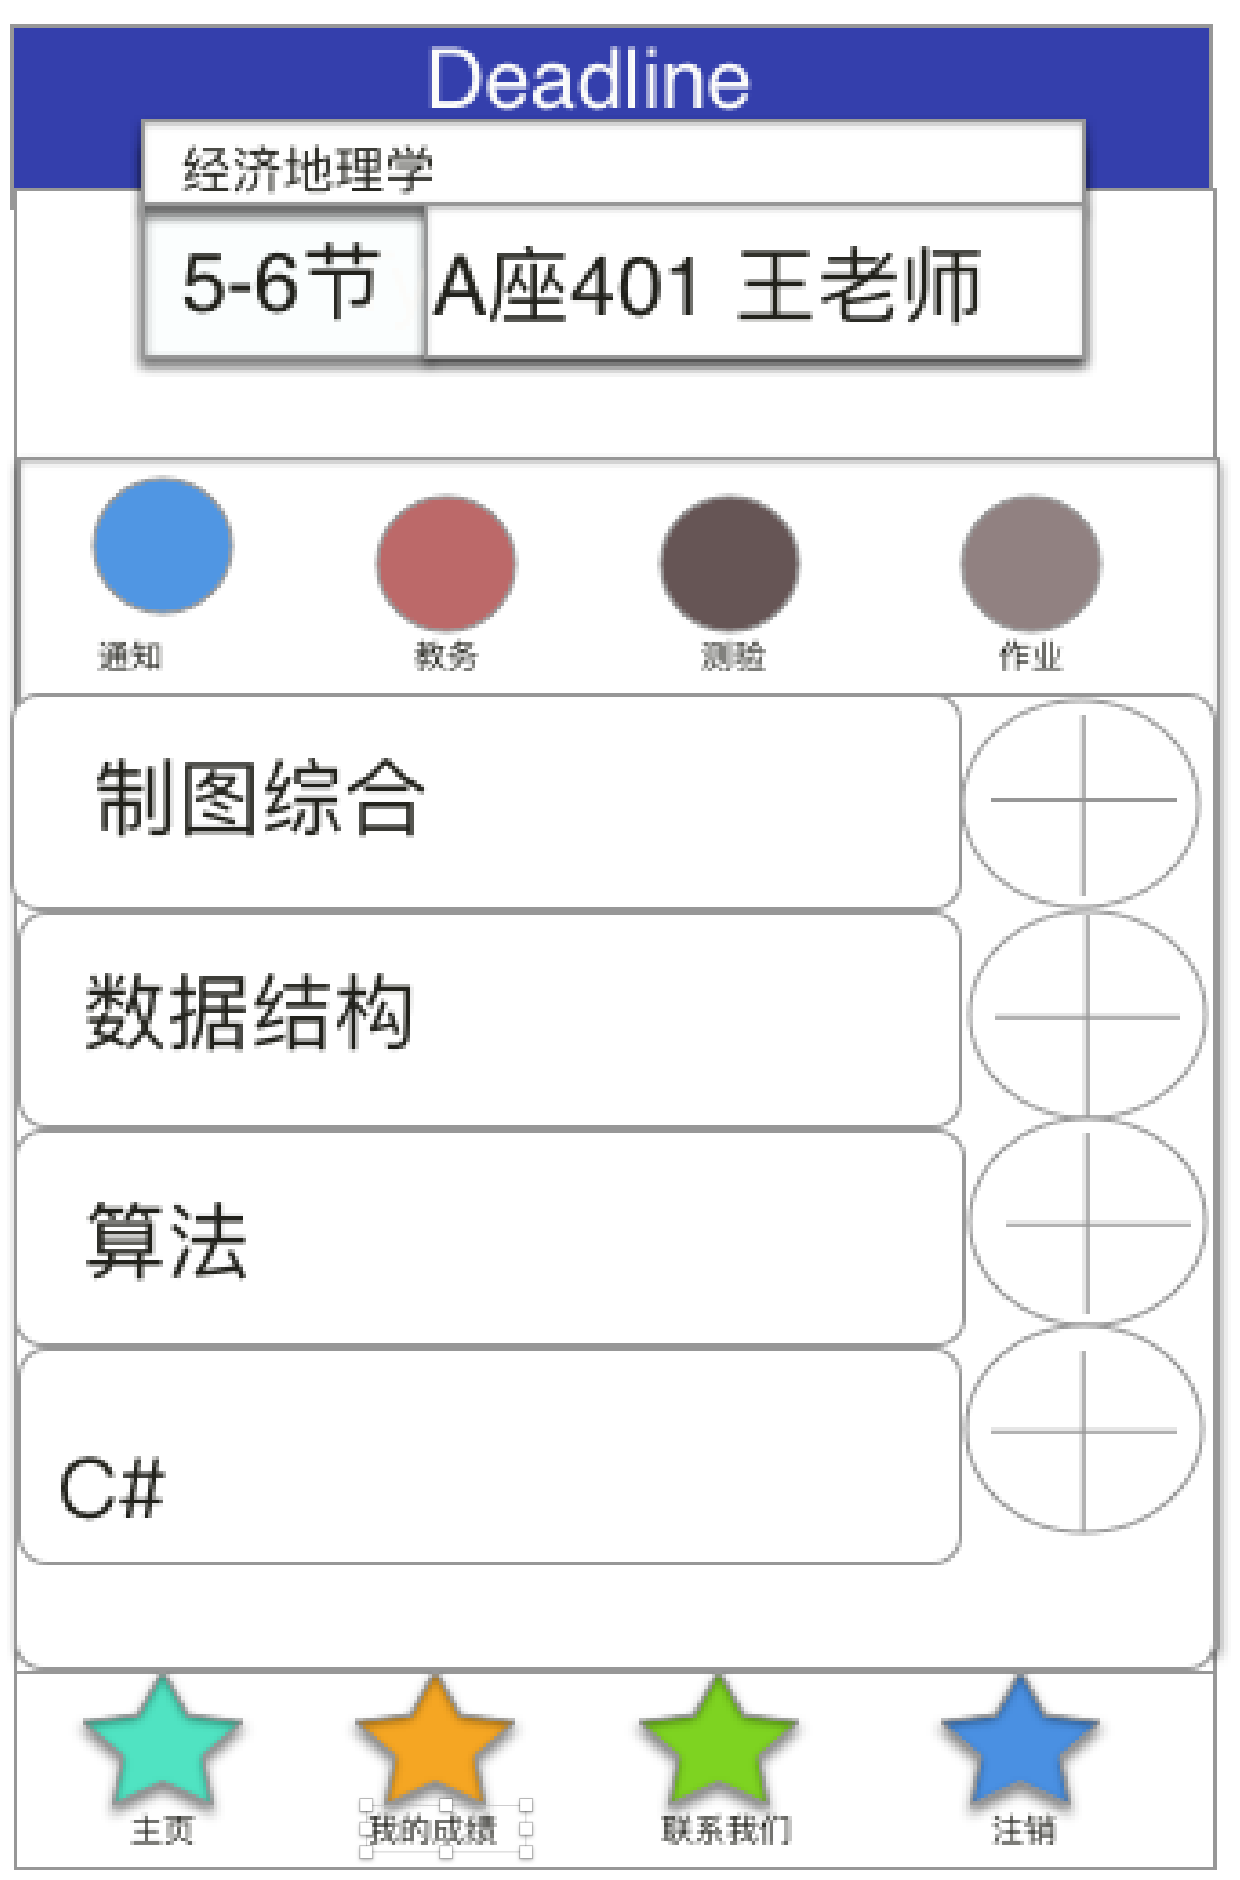 Deadline
经济地理学
5-6节 A座401 王老师
通知 教务 测验 作业
制图综合
数据结构
算法
C#
主页 我的成绩 联系我们 注销